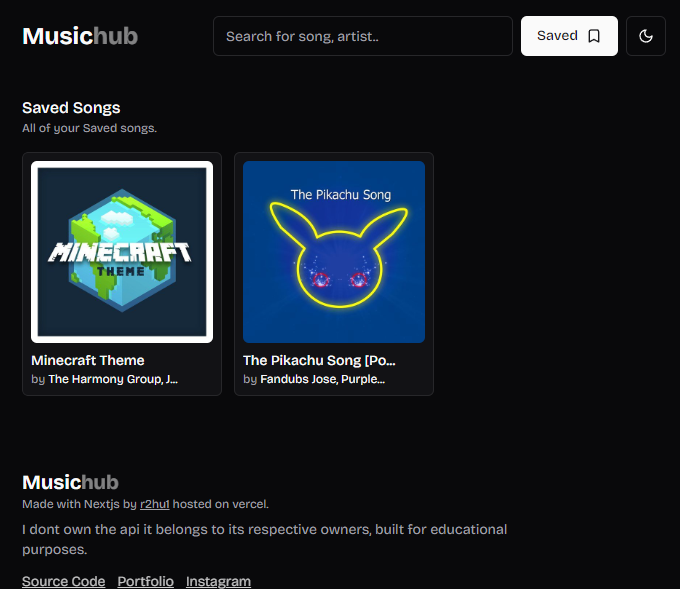 Musichub
Search for song, artist..
Saved
Saved Songs
All of your Saved songs.
MINECRAFT
THEME
The Pikachu Song
Minecraft Theme
The Pikachu Song [Po...
by The Harmony Group, J...
by Fandubs Jose, Purple...
Musichub
Made with Nextjs by r2hu1 hosted on vercel.
I dont own the api it belongs to its respective owners, built for educational
purposes.
Source Code Portfolio Instagram